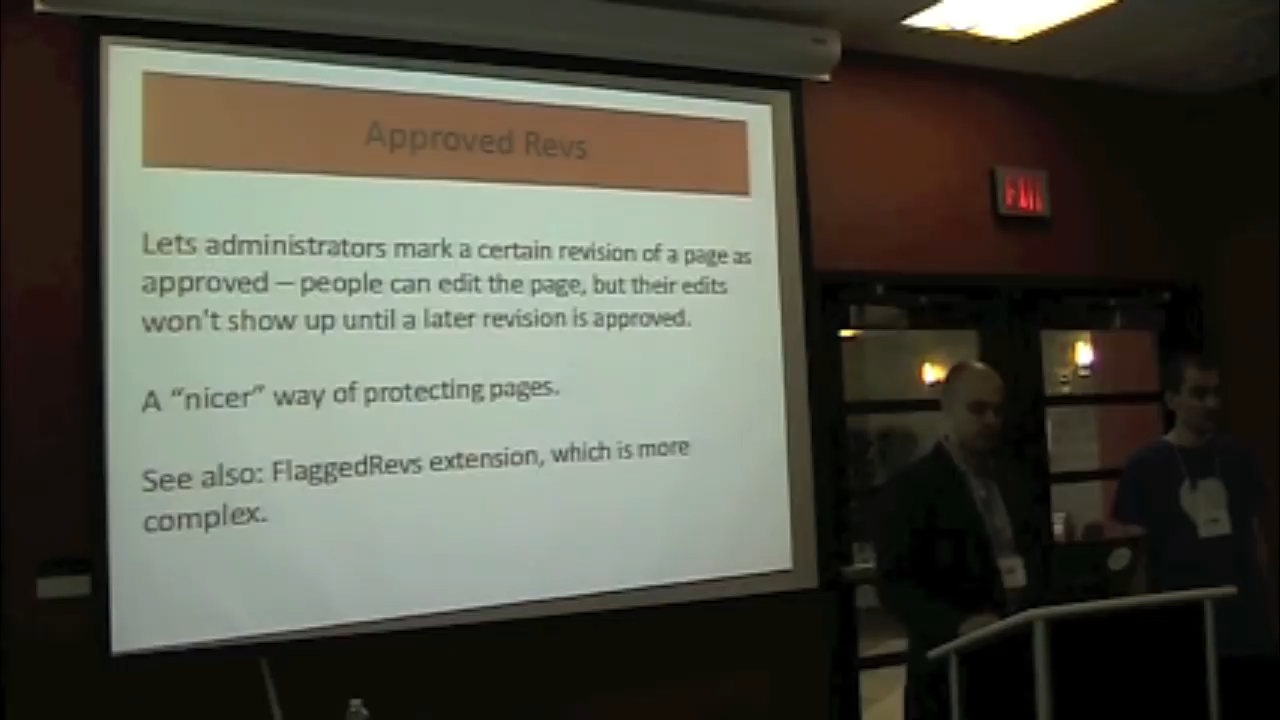 Approved Revs
Lets administrators mark a certain revision of a page as
approved – people can edit the page, but their edits
won't show up until a later revision is approved.
A “nicer” way of protecting pages.
See also: FlaggedRevs extension, which is more
complex.
EXIT